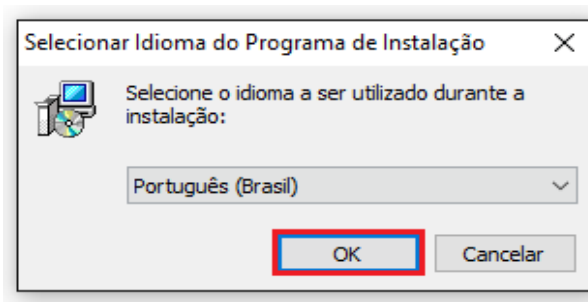 Selecionar Idioma do Programa de Instalação
Selecione o idioma a ser utilizado durante a
instalação:
Português (Brasil)
OK
Cancelar